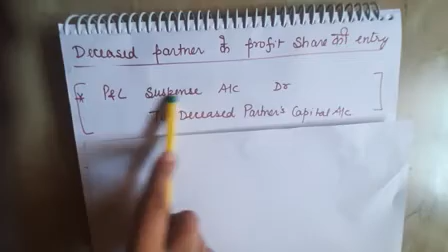 Deceased partner के profit share की entry
* P&L Suspense A/c Dr
To Deceased Partner's Capital A/c